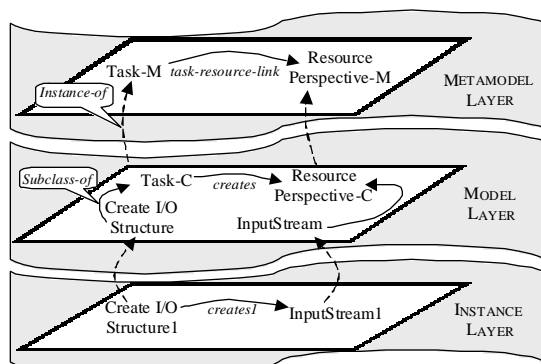 Task-M
task-resource-link
Resource
Perspective-M
Instance-of
METAMODEL
LAYER
Subclass-of
Task-C
creates
Resource
Perspective-C
Create I/O
Structure
InputStream
MODEL
LAYER
Create I/O
Structure1
creates1
InputStream1
INSTANCE
LAYER